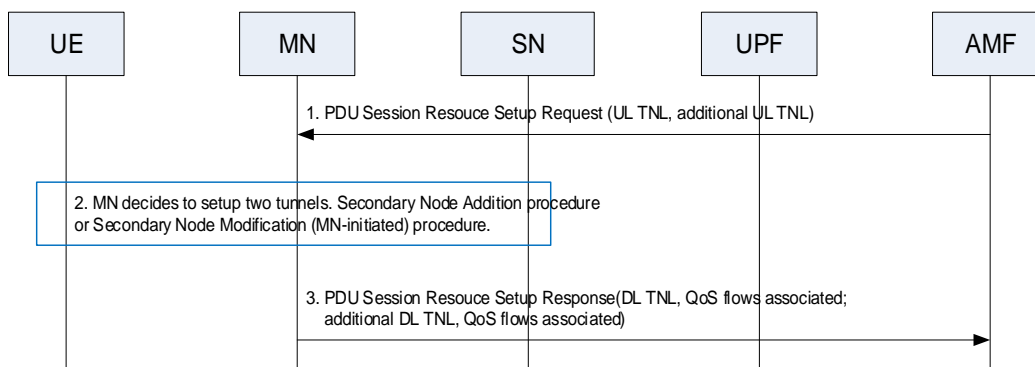 UE
MN
SN
UPF
AMF
1. PDU Session Resouce Setup Request (UL TNL, additional UL TNL)
2. MN decides to setup two tunnels. Secondary Node Addition procedure
or Secondary Node Modification (MN-initiated) procedure.
3. PDU Session Resouce Setup Response(DL TNL, QoS flows associated;
additional DL TNL, QoS flows associated)